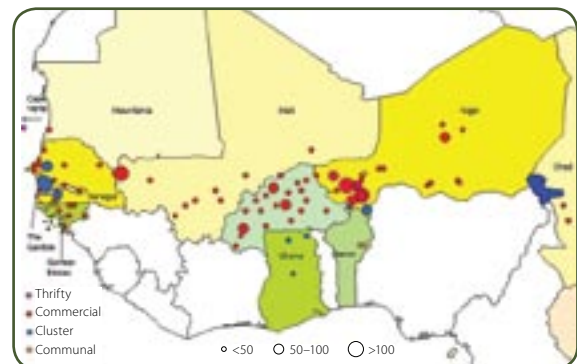 Mauritania
Mali
Niger
Chad
Senegal
The
Gambia
Guinea
Bissau
Ghana
Benin
Thrifty
Commercial
Cluster
Communal
<50
50–100
>100